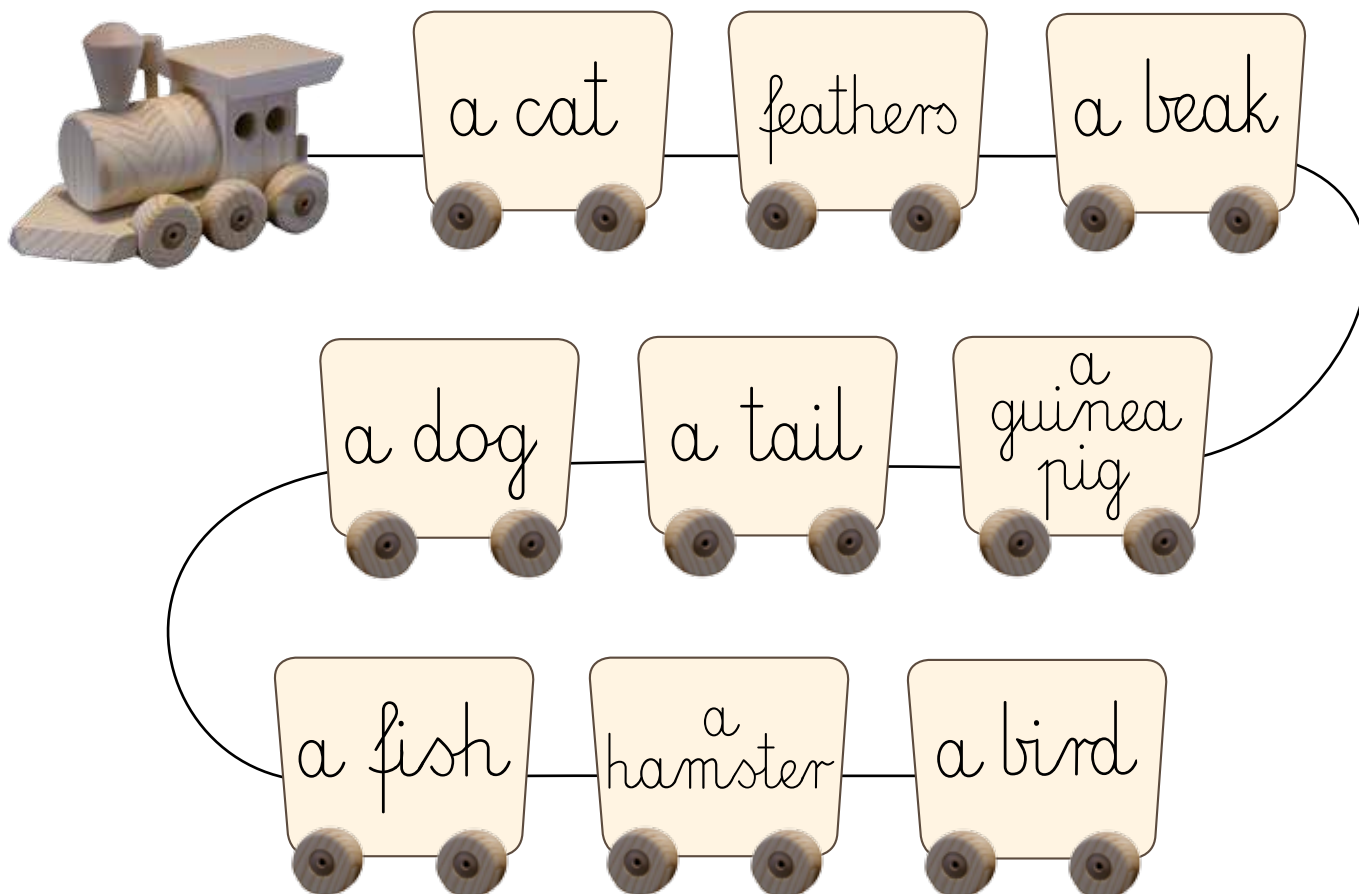 a cat
feathers
a beak
a dog
a tail
a
guinea
pig
a fish
a
hamster
a bird